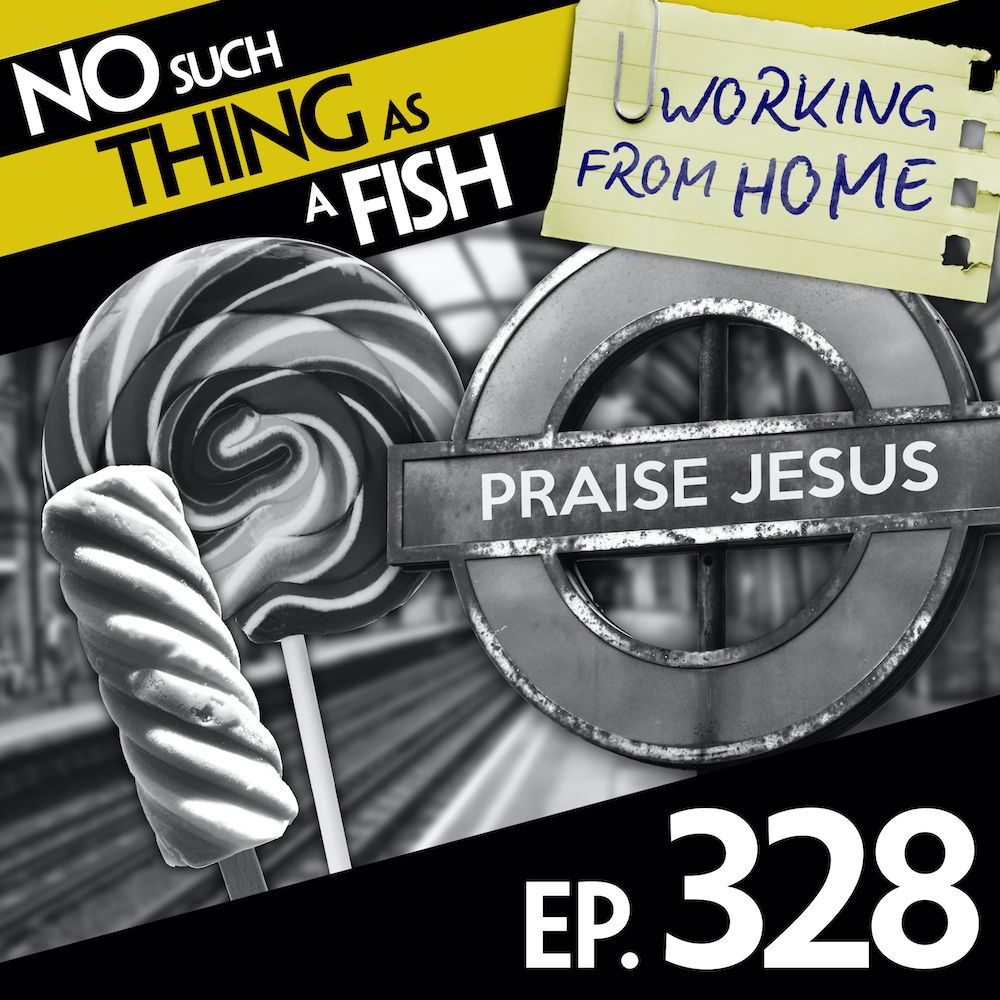 NO SUCH
THING AS
A FISH
WORKING
FROM HOME
PRAISE JESUS
EP. 328